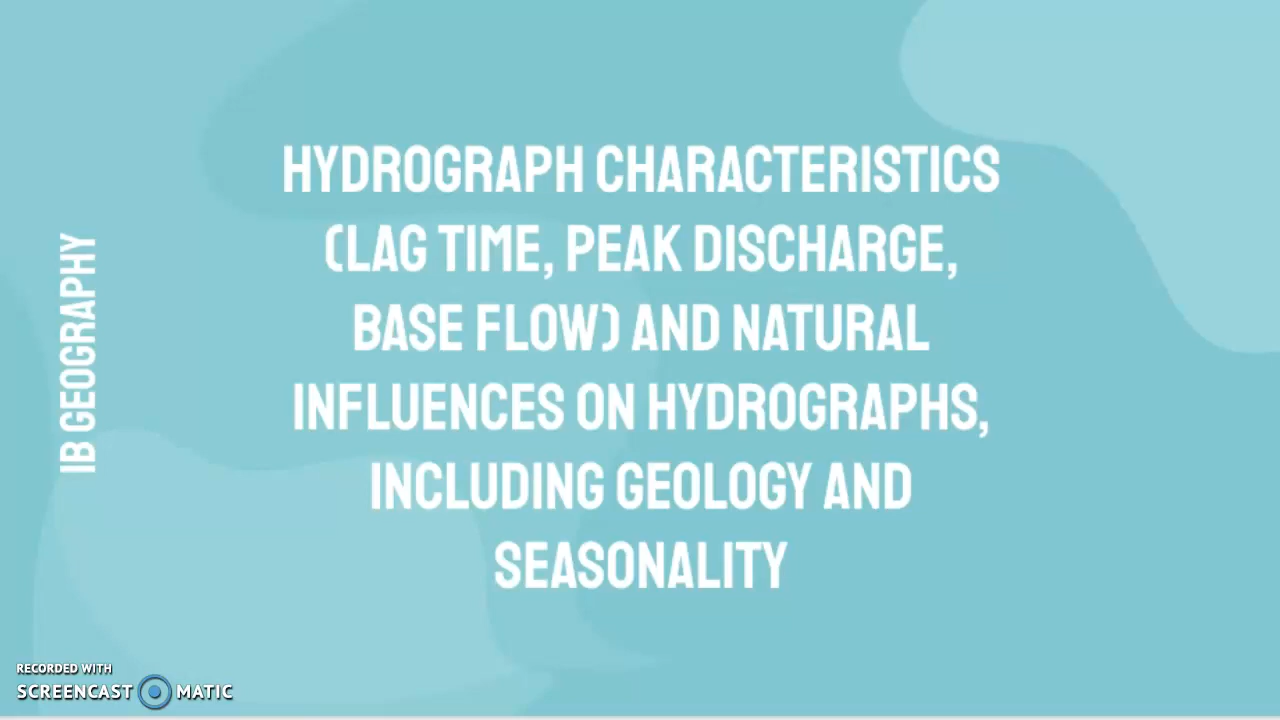 HYDROGRAPH CHARACTERISTICS
(LAG TIME, PEAK DISCHARGE,
BASE FLOW) AND NATURAL
INFLUENCES ON HYDROGRAPHS,
INCLUDING GEOLOGY AND
SEASONALITY
IB GEOGRAPHY
RECORDED WITH
SCREENCAST MATIC